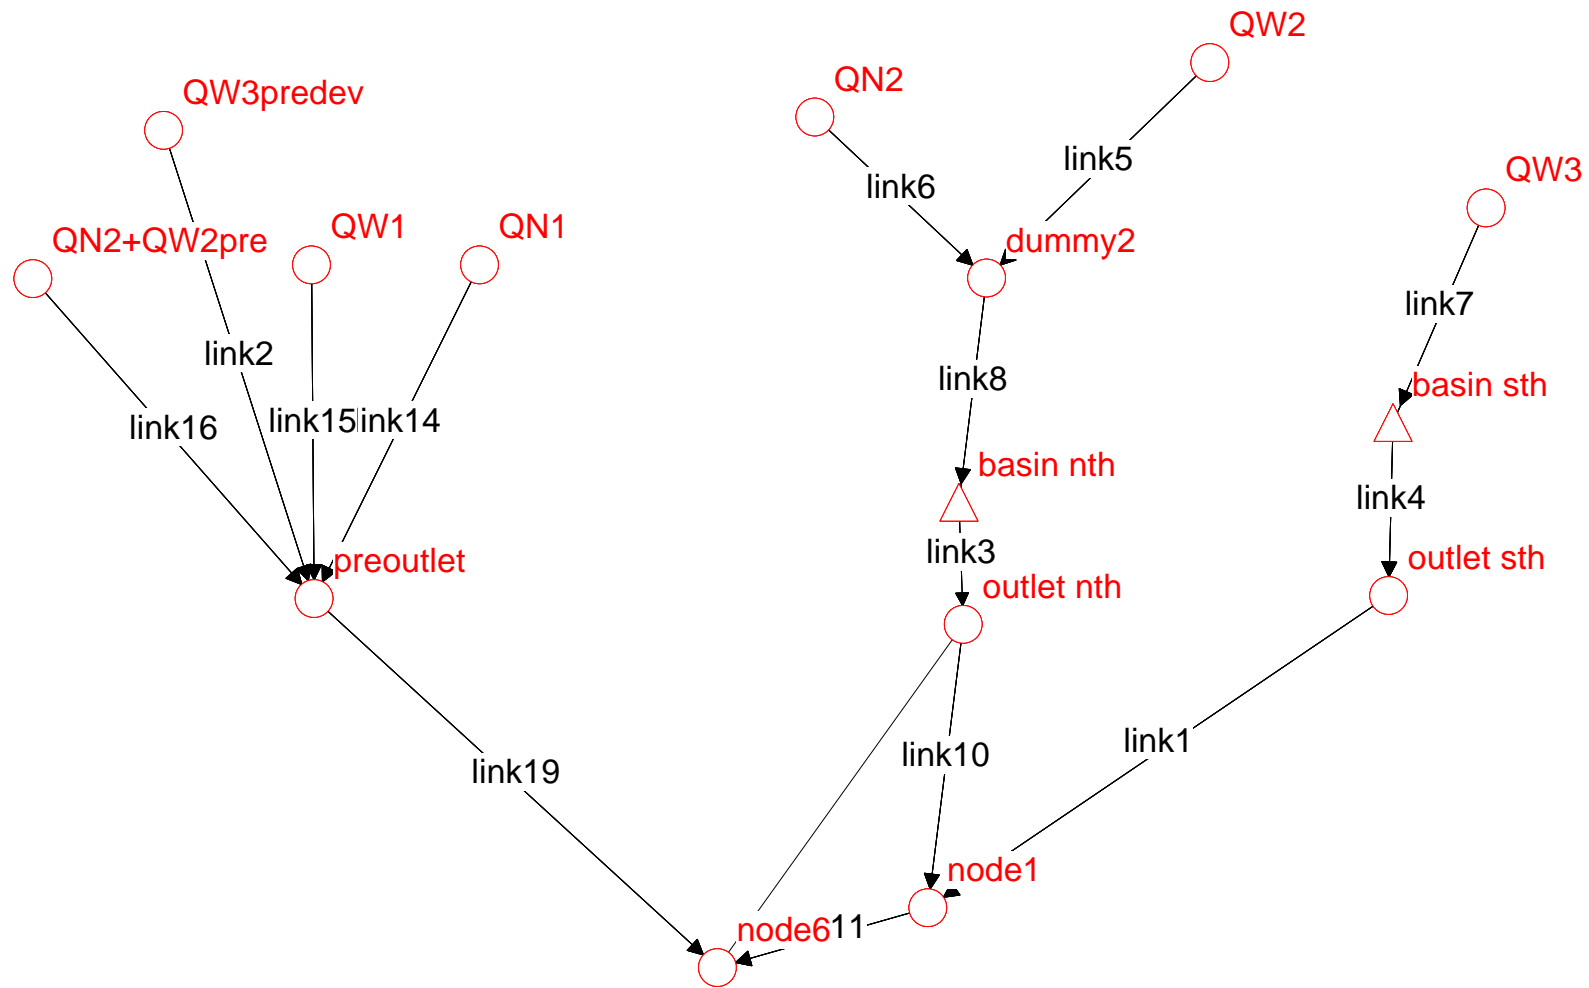 QW2
QN2
QW3predev
link5
QW3
link6
QW1
QN1
QN2+QW2pre
dummy2
link7
link2
link8
basin sth
link16
link15
link14
basin nth
link4
link3
preoutlet
outlet sth
outlet nth
link1
link10
link19
node1
node6
11